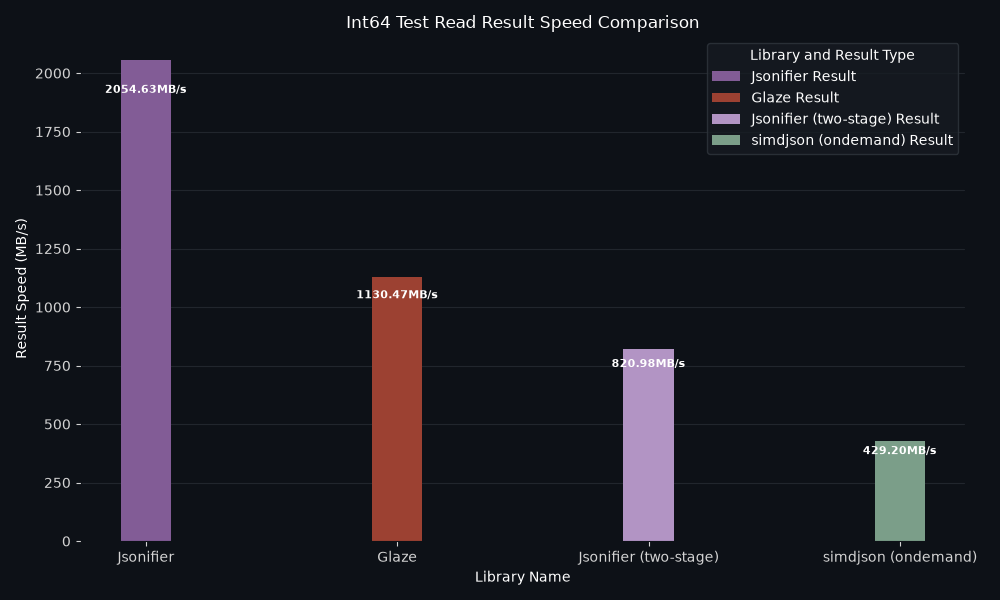 Int64 Test Read Result Speed Comparison
Library and Result Type
Jsonifier Result
Glaze Result
Jsonifier (two-stage) Result
simdjson (ondemand) Result
Result Speed (MB/s)
2000
1750
1500
1250
1000
750
500
250
0
2054.63MB/s
1130.47MB/s
820.98MB/s
429.20MB/s
Jsonifier
Glaze
Jsonifier (two-stage)
simdjson (ondemand)
Library Name